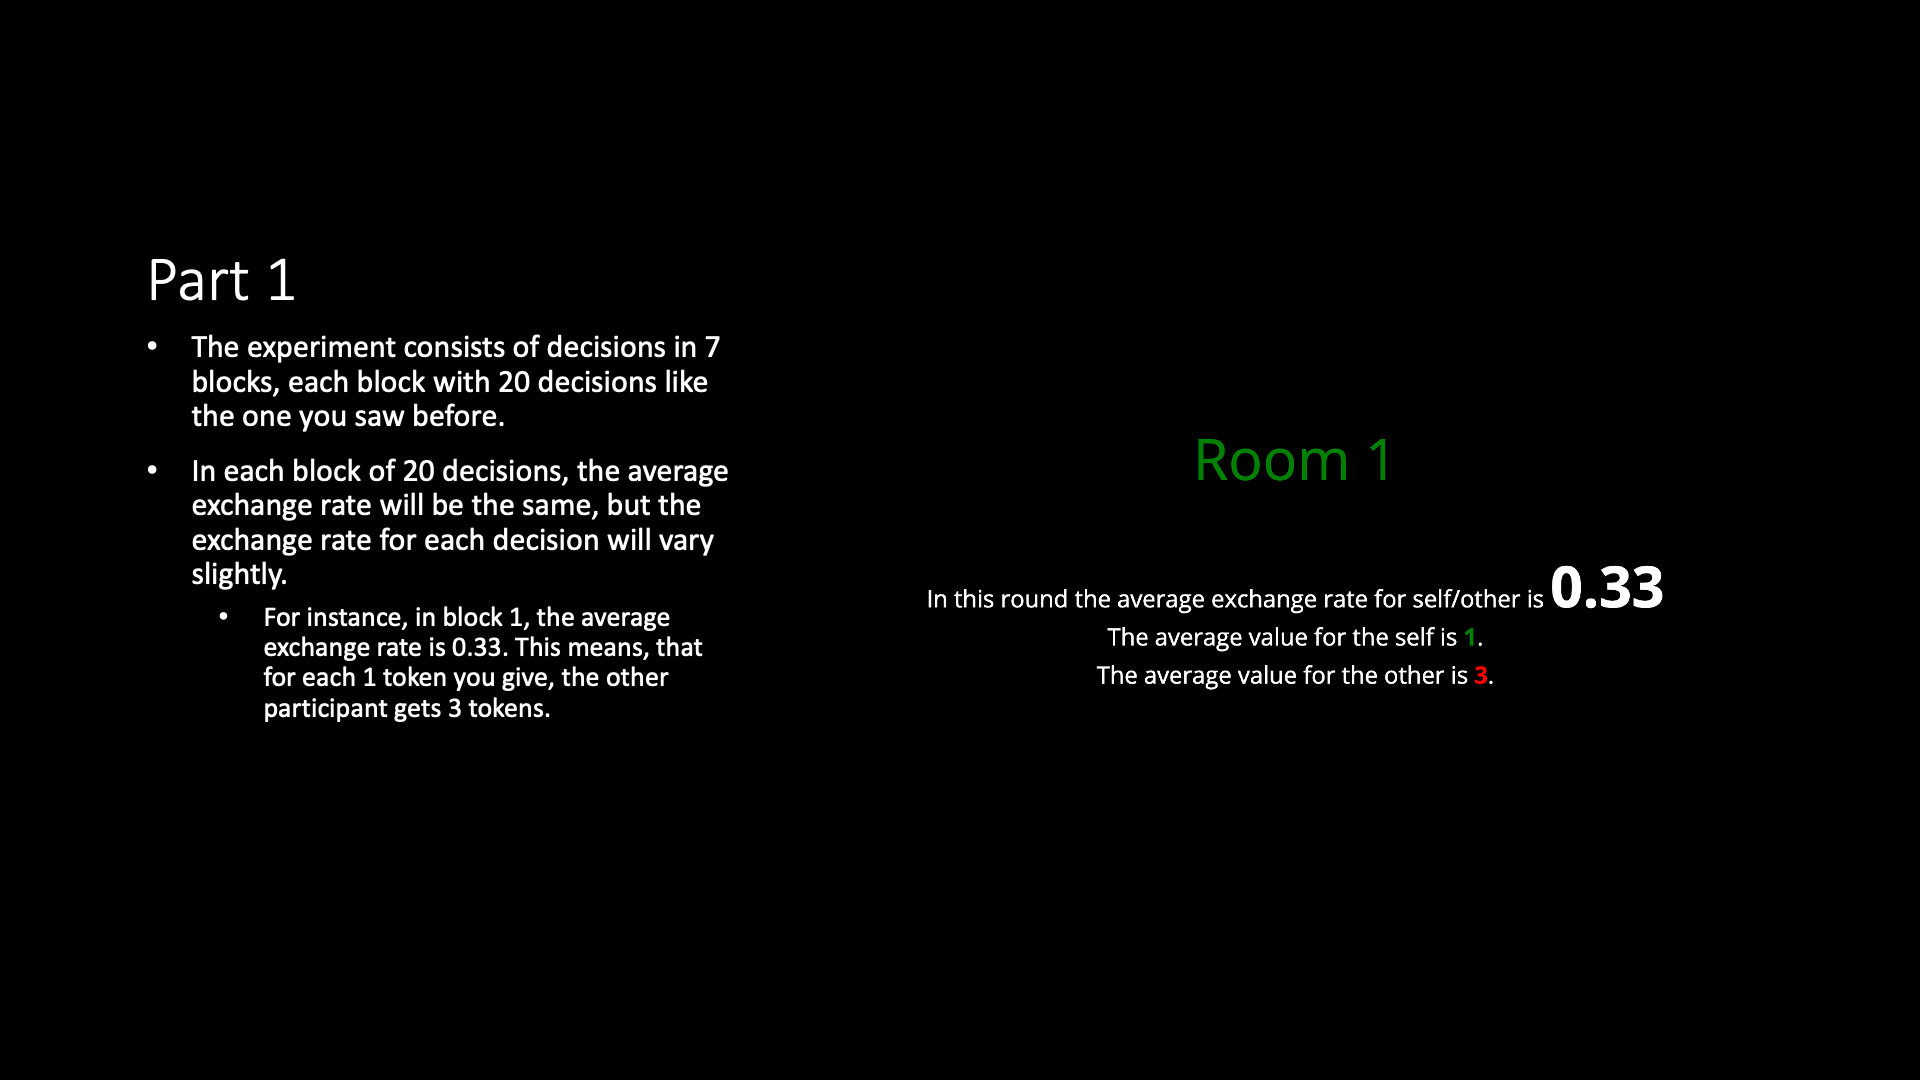 Part 1
• The experiment consists of decisions in 7
blocks, each block with 20 decisions like
the one you saw before.
• In each block of 20 decisions, the average
exchange rate will be the same, but the
exchange rate for each decision will vary
slightly.
• For instance, in block 1, the average
exchange rate is 0.33. This means, that
for each 1 token you give, the other
participant gets 3 tokens.
Room 1
In this round the average exchange rate for self/other is 0.33
The average value for the self is 1.
The average value for the other is 3.